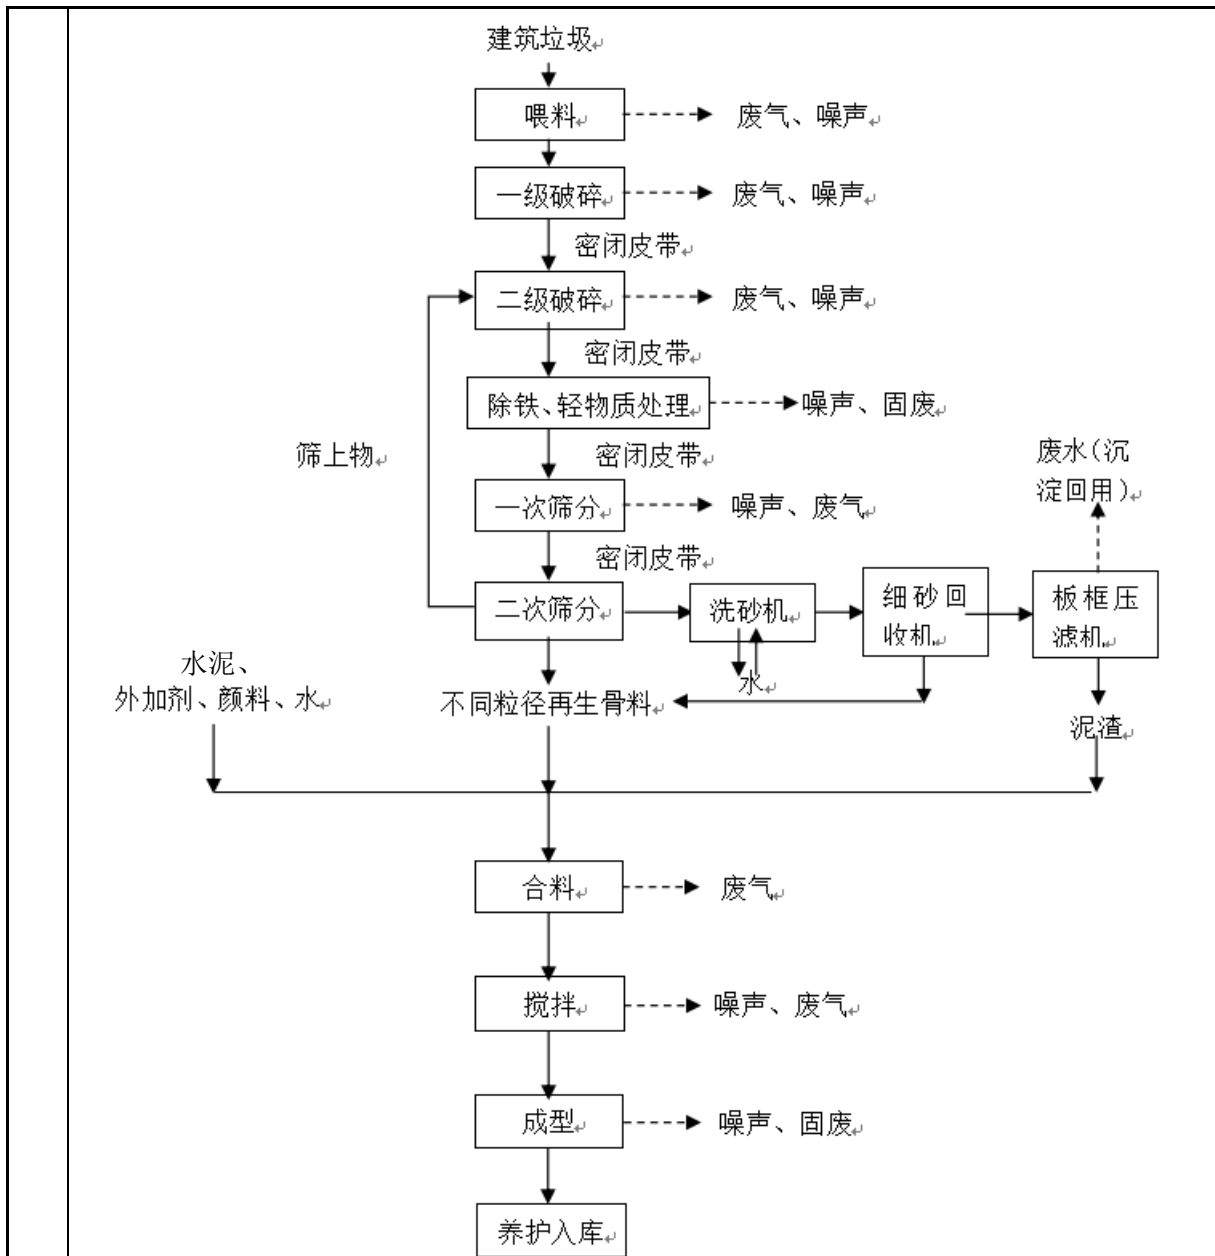 建筑垃圾
喂料
废气、噪声
一级破碎
废气、噪声
密闭皮带
二级破碎
废气、噪声
密闭皮带
除铁、轻物质处理
噪声、固废
筛上物
密闭皮带
废水(沉
淀回用)
一次筛分
噪声、废气
密闭皮带
二次筛分
洗砂机
细砂回
收机
板框压
滤机
水
水泥、
外加剂、颜料、水
不同粒径再生骨料
泥渣
合料
废气
搅拌
噪声、废气
成型
噪声、固废
养护入库